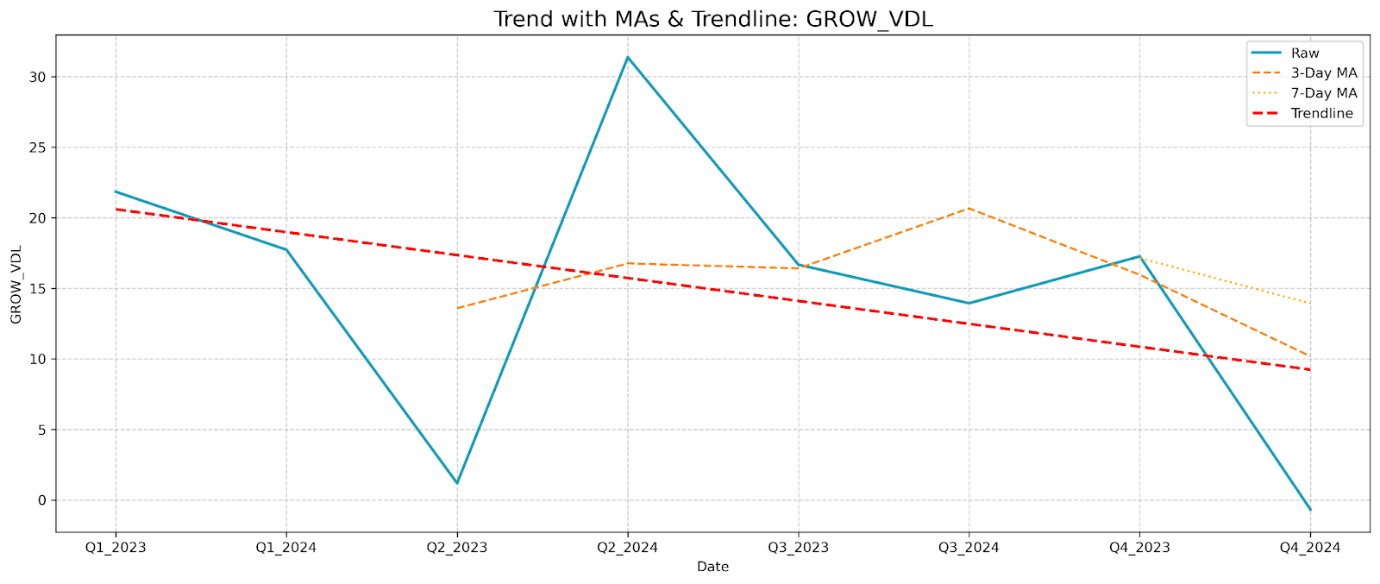 Trend with MAs & Trendline: GROW_VDL
Raw
3-Day MA
7-Day MA
Trendline
30
25
20
15
10
5
0
GROW_VDL
Q1_2023 Q1_2024 Q2_2023 Q2_2024 Q3_2023 Q3_2024 Q4_2023 Q4_2024
Date